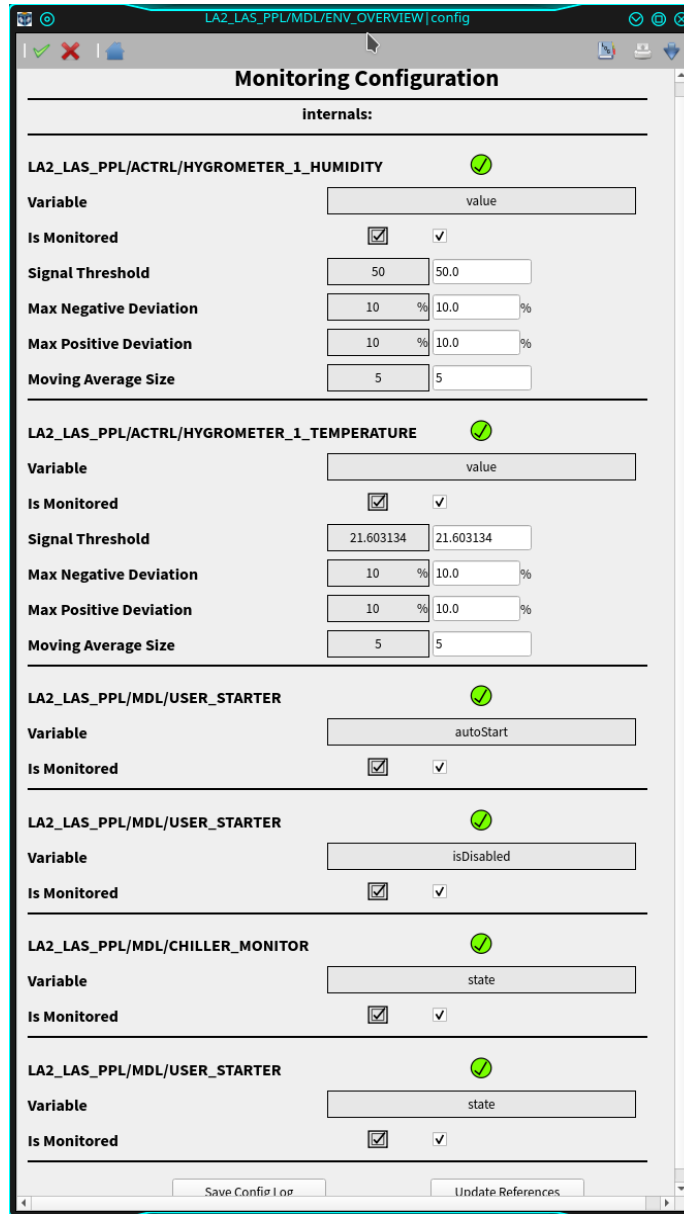 LA2_LAS_PPL/MDL/ENV_OVERVIEW|config
Monitoring Configuration
internals:
LA2_LAS_PPL/ACTRL/HYGROMETER_1_HUMIDITY
Variable value
Is Monitored
Signal Threshold 50 50.0
Max Negative Deviation 10 % 10.0 %
Max Positive Deviation 10 % 10.0 %
Moving Average Size 5 5
LA2_LAS_PPL/ACTRL/HYGROMETER_1_TEMPERATURE
Variable value
Is Monitored
Signal Threshold 21.603134 21.603134
Max Negative Deviation 10 % 10.0 %
Max Positive Deviation 10 % 10.0 %
Moving Average Size 5 5
LA2_LAS_PPL/MDL/USER_STARTER
Variable autoStart
Is Monitored
LA2_LAS_PPL/MDL/USER_STARTER
Variable isDisabled
Is Monitored
LA2_LAS_PPL/MDL/CHILLER_MONITOR
Variable state
Is Monitored
LA2_LAS_PPL/MDL/USER_STARTER
Variable state
Is Monitored
Save Config Log Update References